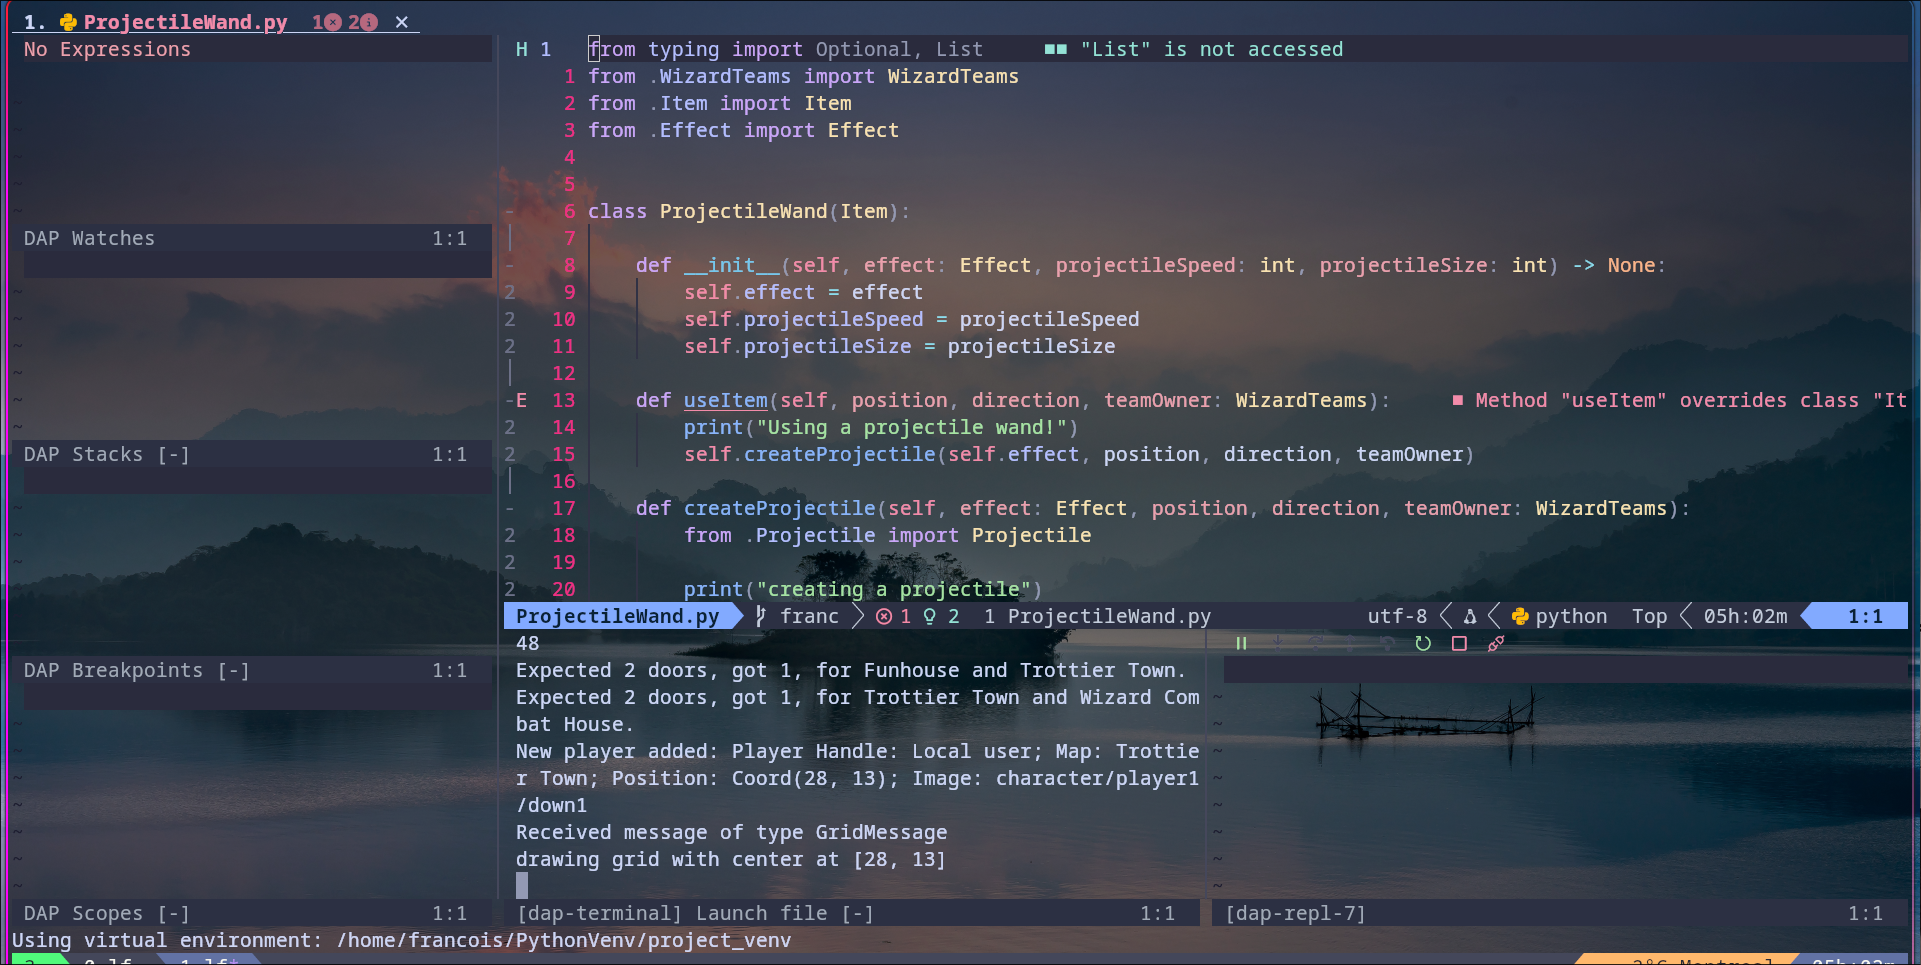 1. ProjectileWand.py 1 2 ✕
No Expressions
DAP Watches 1:1
DAP Stacks [-] 1:1
DAP Breakpoints [-] 1:1
DAP Scopes [-] 1:1
H 1 from typing import Optional, List ■■ "List" is not accessed
1 from .WizardTeams import WizardTeams
2 from .Item import Item
3 from .Effect import Effect
4
5
- 6 class ProjectileWand(Item):
│ 7
- 8 def __init__(self, effect: Effect, projectileSpeed: int, projectileSize: int) -> None:
2 9 self.effect = effect
2 10 self.projectileSpeed = projectileSpeed
2 11 self.projectileSize = projectileSize
│ 12
-E 13 def useItem(self, position, direction, teamOwner: WizardTeams): ■ Method "useItem" overrides class "It
2 14 print("Using a projectile wand!")
2 15 self.createProjectile(self.effect, position, direction, teamOwner)
│ 16
- 17 def createProjectile(self, effect: Effect, position, direction, teamOwner: WizardTeams):
2 18 from .Projectile import Projectile
2 19
2 20 print("creating a projectile")
ProjectileWand.py franc 1 2 1 ProjectileWand.py utf-8 python Top 05h:02m 1:1
48
Expected 2 doors, got 1, for Funhouse and Trottier Town.
Expected 2 doors, got 1, for Trottier Town and Wizard Com
bat House.
New player added: Player Handle: Local user; Map: Trottie
r Town; Position: Coord(28, 13); Image: character/player1
/down1
Received message of type GridMessage
drawing grid with center at [28, 13]
[dap-terminal] Launch file [-] 1:1
[dap-repl-7] 1:1
Using virtual environment: /home/francois/PythonVenv/project_venv